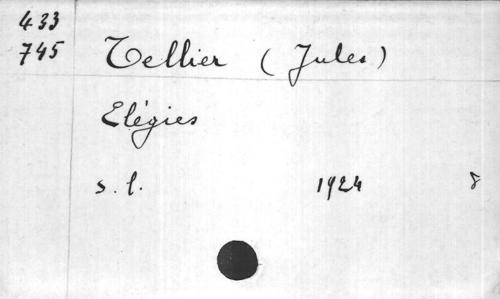 433
745 Tellier (Jules)
Elégies
s. l. 1924 8